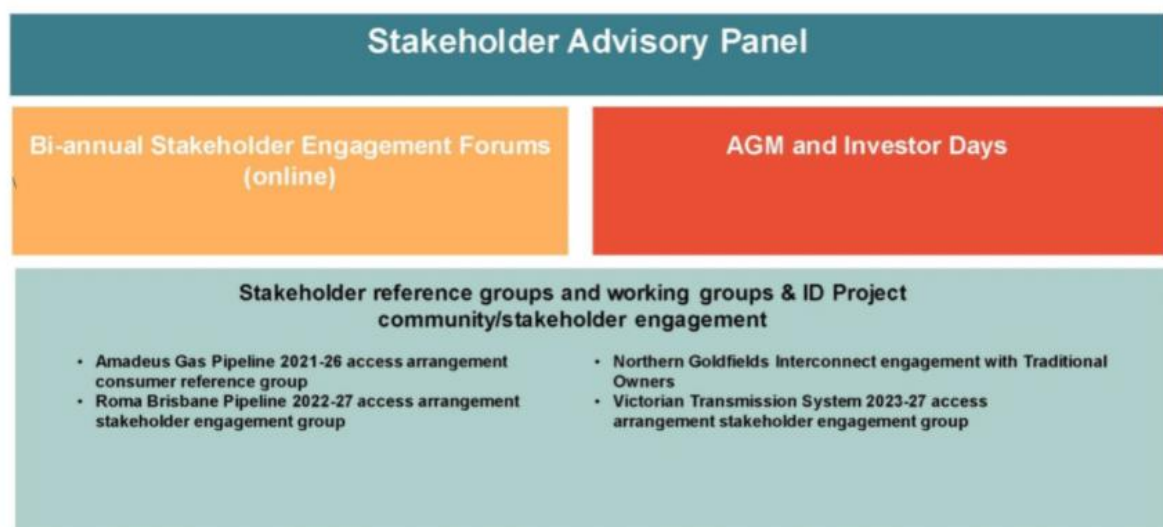 Stakeholder Advisory Panel
Bi-annual Stakeholder Engagement Forums
(online)
AGM and Investor Days
Stakeholder reference groups and working groups & ID Project
community/stakeholder engagement
• Amadeus Gas Pipeline 2021-26 access arrangement
consumer reference group
• Roma Brisbane Pipeline 2022-27 access arrangement
stakeholder engagement group
• Northern Goldfields Interconnect engagement with Traditional
Owners
• Victorian Transmission System 2023-27 access
arrangement stakeholder engagement group